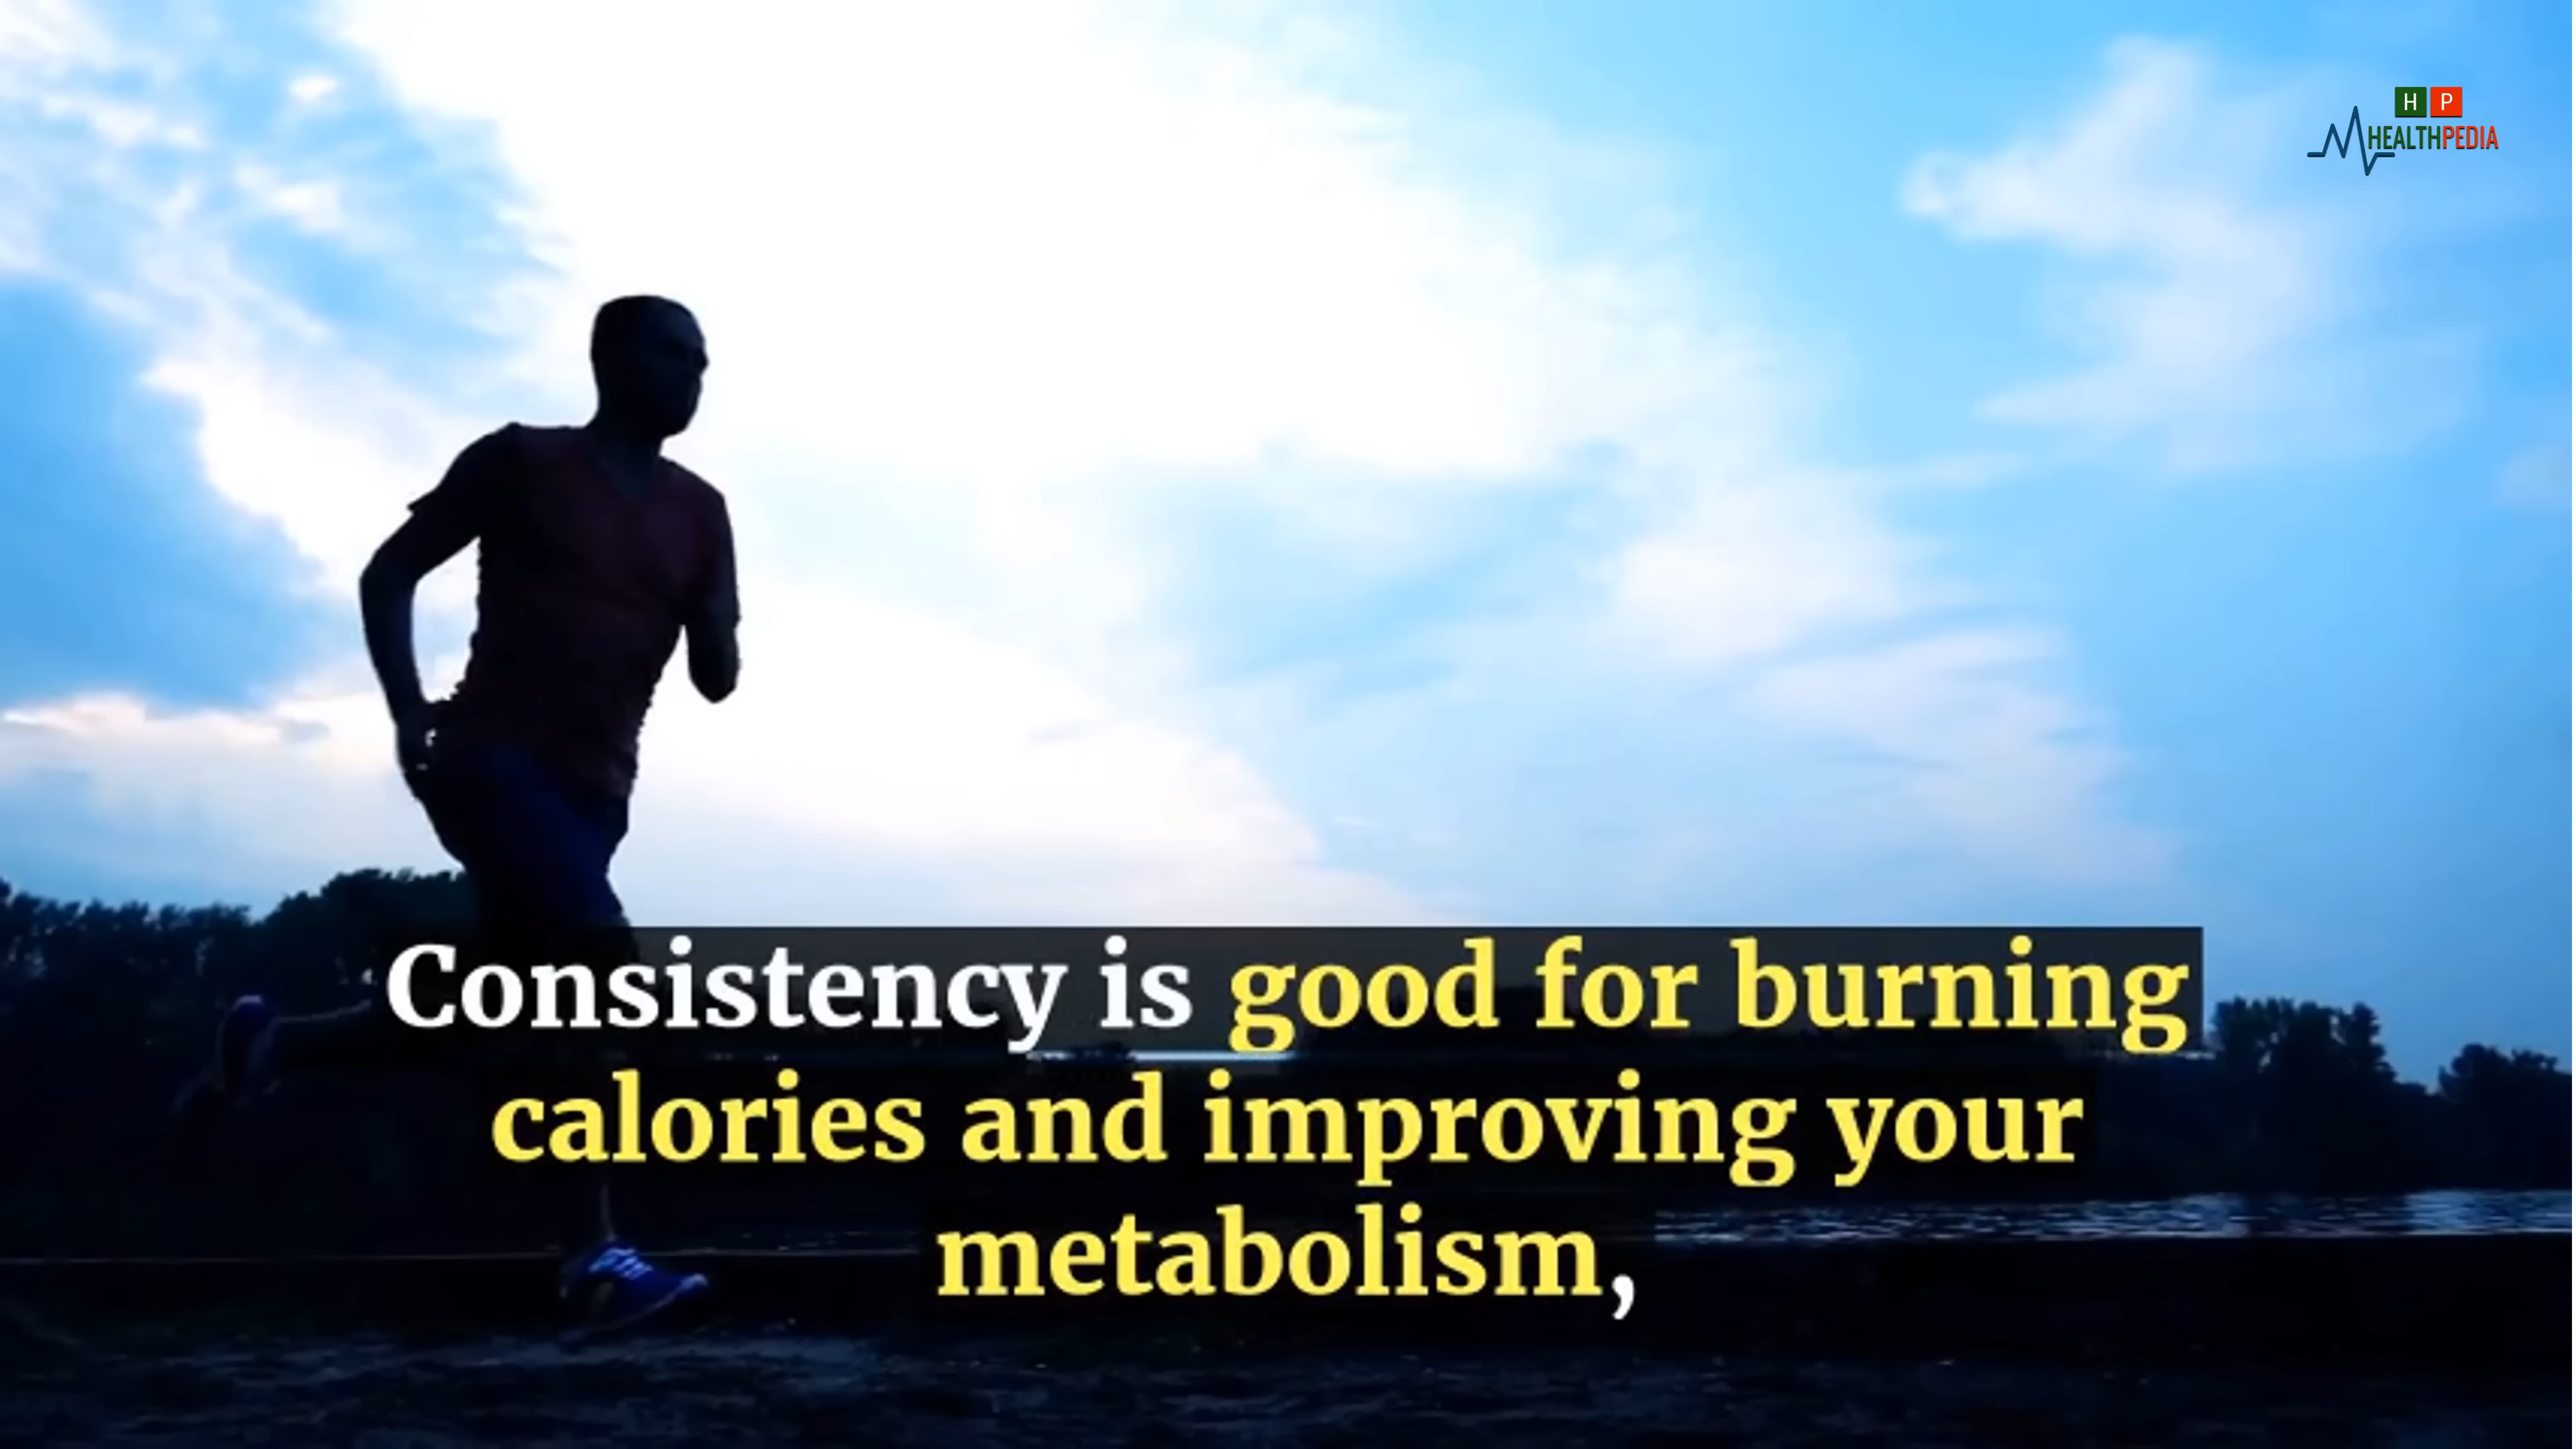 H P
HEALTHPEDIA
Consistency is good for burning
calories and improving your
metabolism,